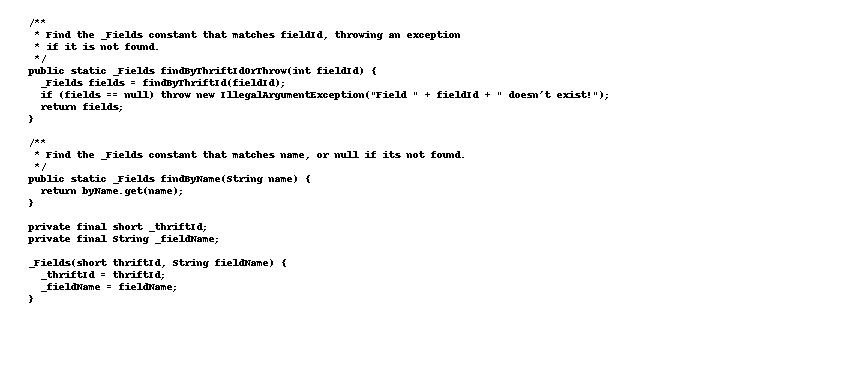 /**
 * Find the _Fields constant that matches fieldId, throwing an exception
 * if it is not found.
 */
public static _Fields findByThriftIdOrThrow(int fieldId) {
  _Fields fields = findByThriftId(fieldId);
  if (fields == null) throw new IllegalArgumentException("Field " + fieldId + " doesn't exist!");
  return fields;
}

/**
 * Find the _Fields constant that matches name, or null if its not found.
 */
public static _Fields findByName(String name) {
  return byName.get(name);
}

private final short _thriftId;
private final String _fieldName;

_Fields(short thriftId, String fieldName) {
  _thriftId = thriftId;
  _fieldName = fieldName;
}